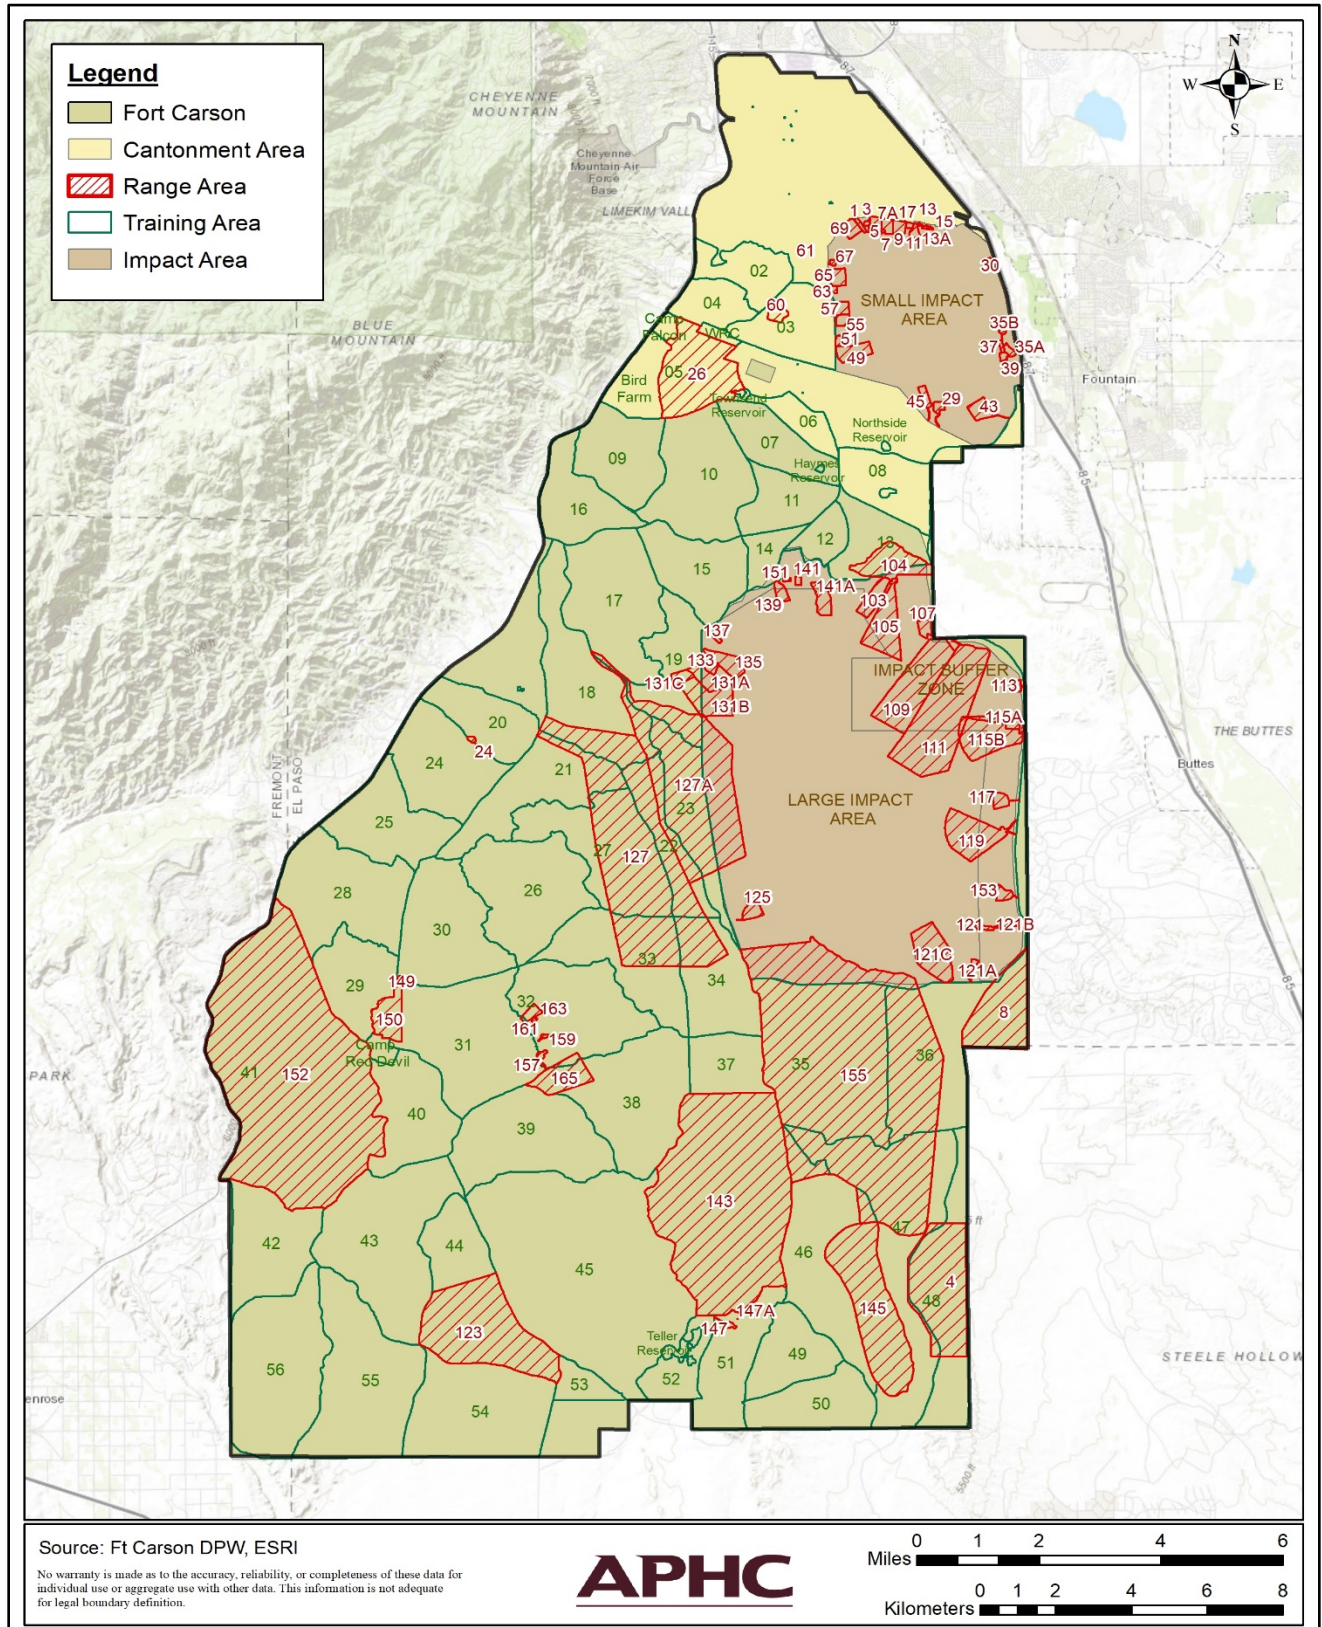 Legend
Fort Carson
Cantonment Area
Range Area
Training Area
Impact Area
N
W E
S
87
CHEYENNE
MOUNTAIN
Cheyenne
Mountain Air
Force
Base
LIMEKIM VALL
1 3 7A 17 13
69 5 7 9 11 13A 15
61
67
02
65
30
63
04
60
57
SMALL IMPACT
AREA
Camp
Falcon
WRC
03
55
35B
BLUE
MOUNTAIN
51
37 35A
49
39
87
05 26
Fountain
Bird
Farm
45 29 43
Townsend
Reservoir
06
Northside
Reservoir
07
09
10
Haymes
Reservoir
08
85
16
11
12
13
14
104
15
151 141
141A
139
103
17
105
107
137
19
133 135
IMPACT BUFFER
ZONE
131C 131A
113
18
131B
109
115A
20
THE BUTTES
24
115B
24
111
Buttes
21
127A
FREMONT
EL PASO
LARGE IMPACT
AREA
117
23
25
119
22
27 127
26
28
153
125
30
121 121B
33
121C
34
121A
29
149
32
163
8
150
161
159
Camp
Red Devil
31
157
165
37
35
36
PARK
41
152
155
38
40
39
143
47
5 ft
42
43
44
46
45
4
48
145
147A
147
123
Teller
Reservoir
49
51
56
55
53
52
STEELE HOLLOW
enrose
50
54
5500 ft
85
Source: Ft Carson DPW, ESRI
No warranty is made as to the accuracy, reliability, or completeness of these data for
individual use or aggregate use with other data. This information is not adequate
for legal boundary definition.
APHC
0 1 2 4 6
Miles
0 1 2 4 6 8
Kilometers